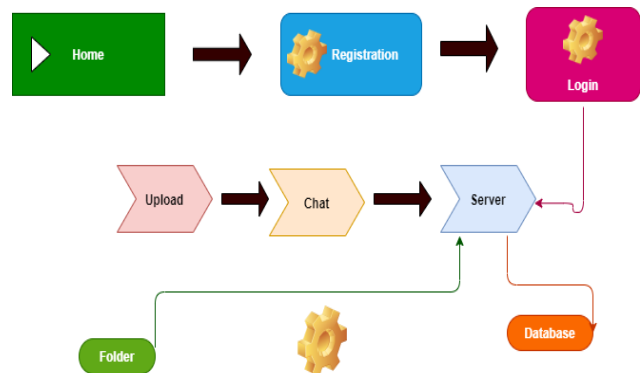 Home
Registration
Login
Upload
Chat
Server
Folder
Database